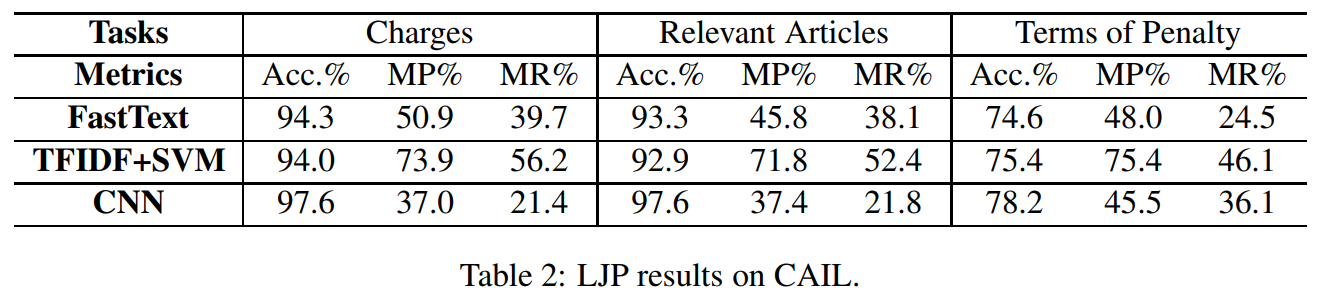 Tasks Charges Relevant Articles Terms of Penalty
Metrics Acc.% MP% MR% Acc.% MP% MR% Acc.% MP% MR%
FastText 94.3 50.9 39.7 93.3 45.8 38.1 74.6 48.0 24.5
TFIDF+SVM 94.0 73.9 56.2 92.9 71.8 52.4 75.4 75.4 46.1
CNN 97.6 37.0 21.4 97.6 37.4 21.8 78.2 45.5 36.1
Table 2: LJP results on CAIL.